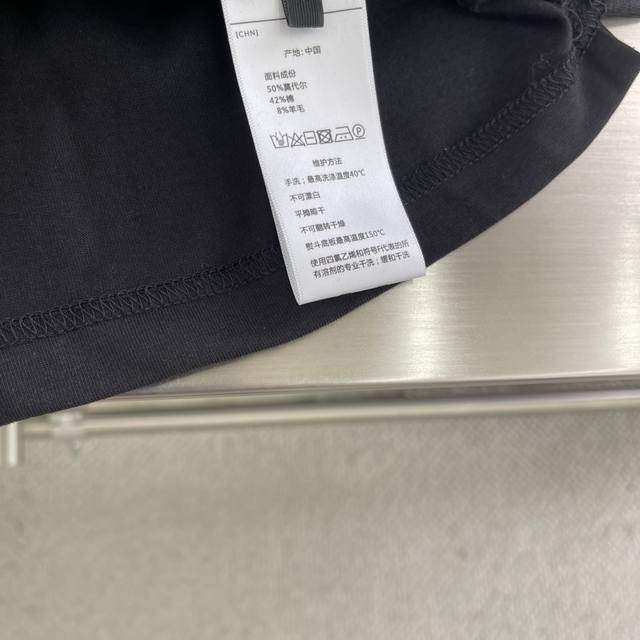 [CHN]
产地: 中国
面料成份
50%莫代尔
42%棉
8%羊毛
维护方法
手洗；最高洗涤温度40℃
不可漂白
平摊晾干
不可翻转干燥
熨斗底板最高温度150℃
使用四氯乙烯和符号F代表的所
有溶剂的专业干洗；缓和干洗